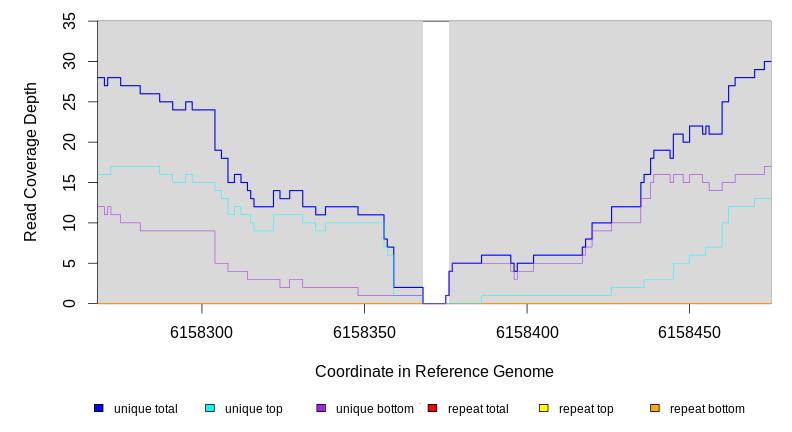 35
30
25
20
15
10
5
0
Read Coverage Depth
6158300 6158350 6158400 6158450
Coordinate in Reference Genome
unique total unique top unique bottom repeat total repeat top repeat bottom